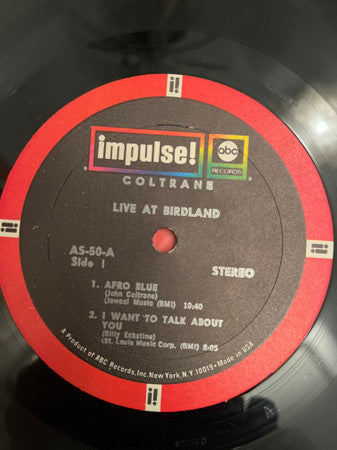 impulse!
abc
RECORDS
COLTRANE
LIVE AT BIRDLAND
AS-50-A
Side 1
STEREO
1. AFRO BLUE
(John Coltrane)
(Jowcol Music (BMI) 10:40
2. I WANT TO TALK ABOUT
YOU
(Billy Eckstine)
(St. Louis Music Corp. (BMI) 8:05
A Product of ABC Records, Inc. New York, N.Y. 10019 • Made in USA